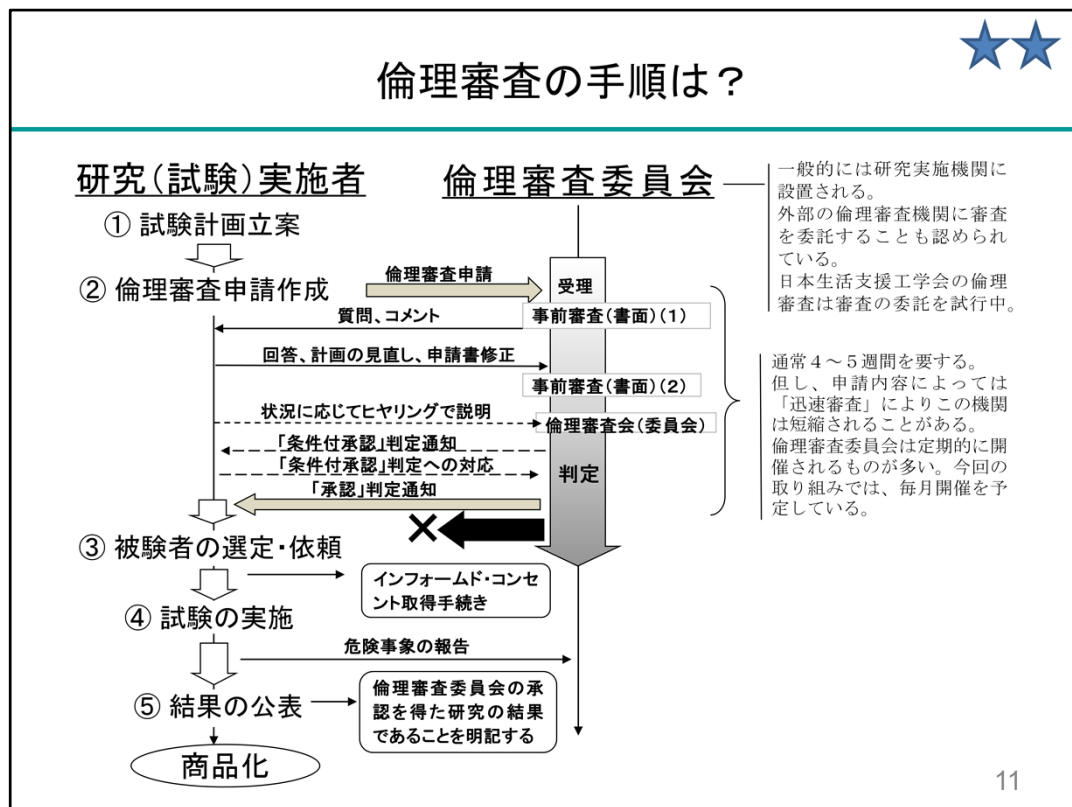 倫理審査の手順は？
研究（試験）実施者
倫理審査委員会
一般的には研究実施機関に
設置される。
外部の倫理審査機関に審査
を委託することも認められ
ている。
日本生活支援工学会の倫理
審査は審査の委託を試行中。
① 試験計画立案
② 倫理審査申請作成
倫理審査申請
受理
質問、コメント
事前審査（書面）（１）
回答、計画の見直し、申請書修正
事前審査（書面）（２）
状況に応じてヒヤリングで説明
倫理審査会（委員会）
「条件付承認」判定通知
「条件付承認」判定への対応
判定
「承認」判定通知
通常４～５週間を要する。
但し、申請内容によっては
「迅速審査」によりこの機関
は短縮されることがある。
倫理審査委員会は定期的に開
催されるものが多い。今回の
取り組みでは、毎月開催を予
定している。
③ 被験者の選定・依頼
インフォームド・コンセ
ント取得手続き
④ 試験の実施
危険事象の報告
⑤ 結果の公表
倫理審査委員会の承
認を得た研究の結果
であることを明記する
商品化
11